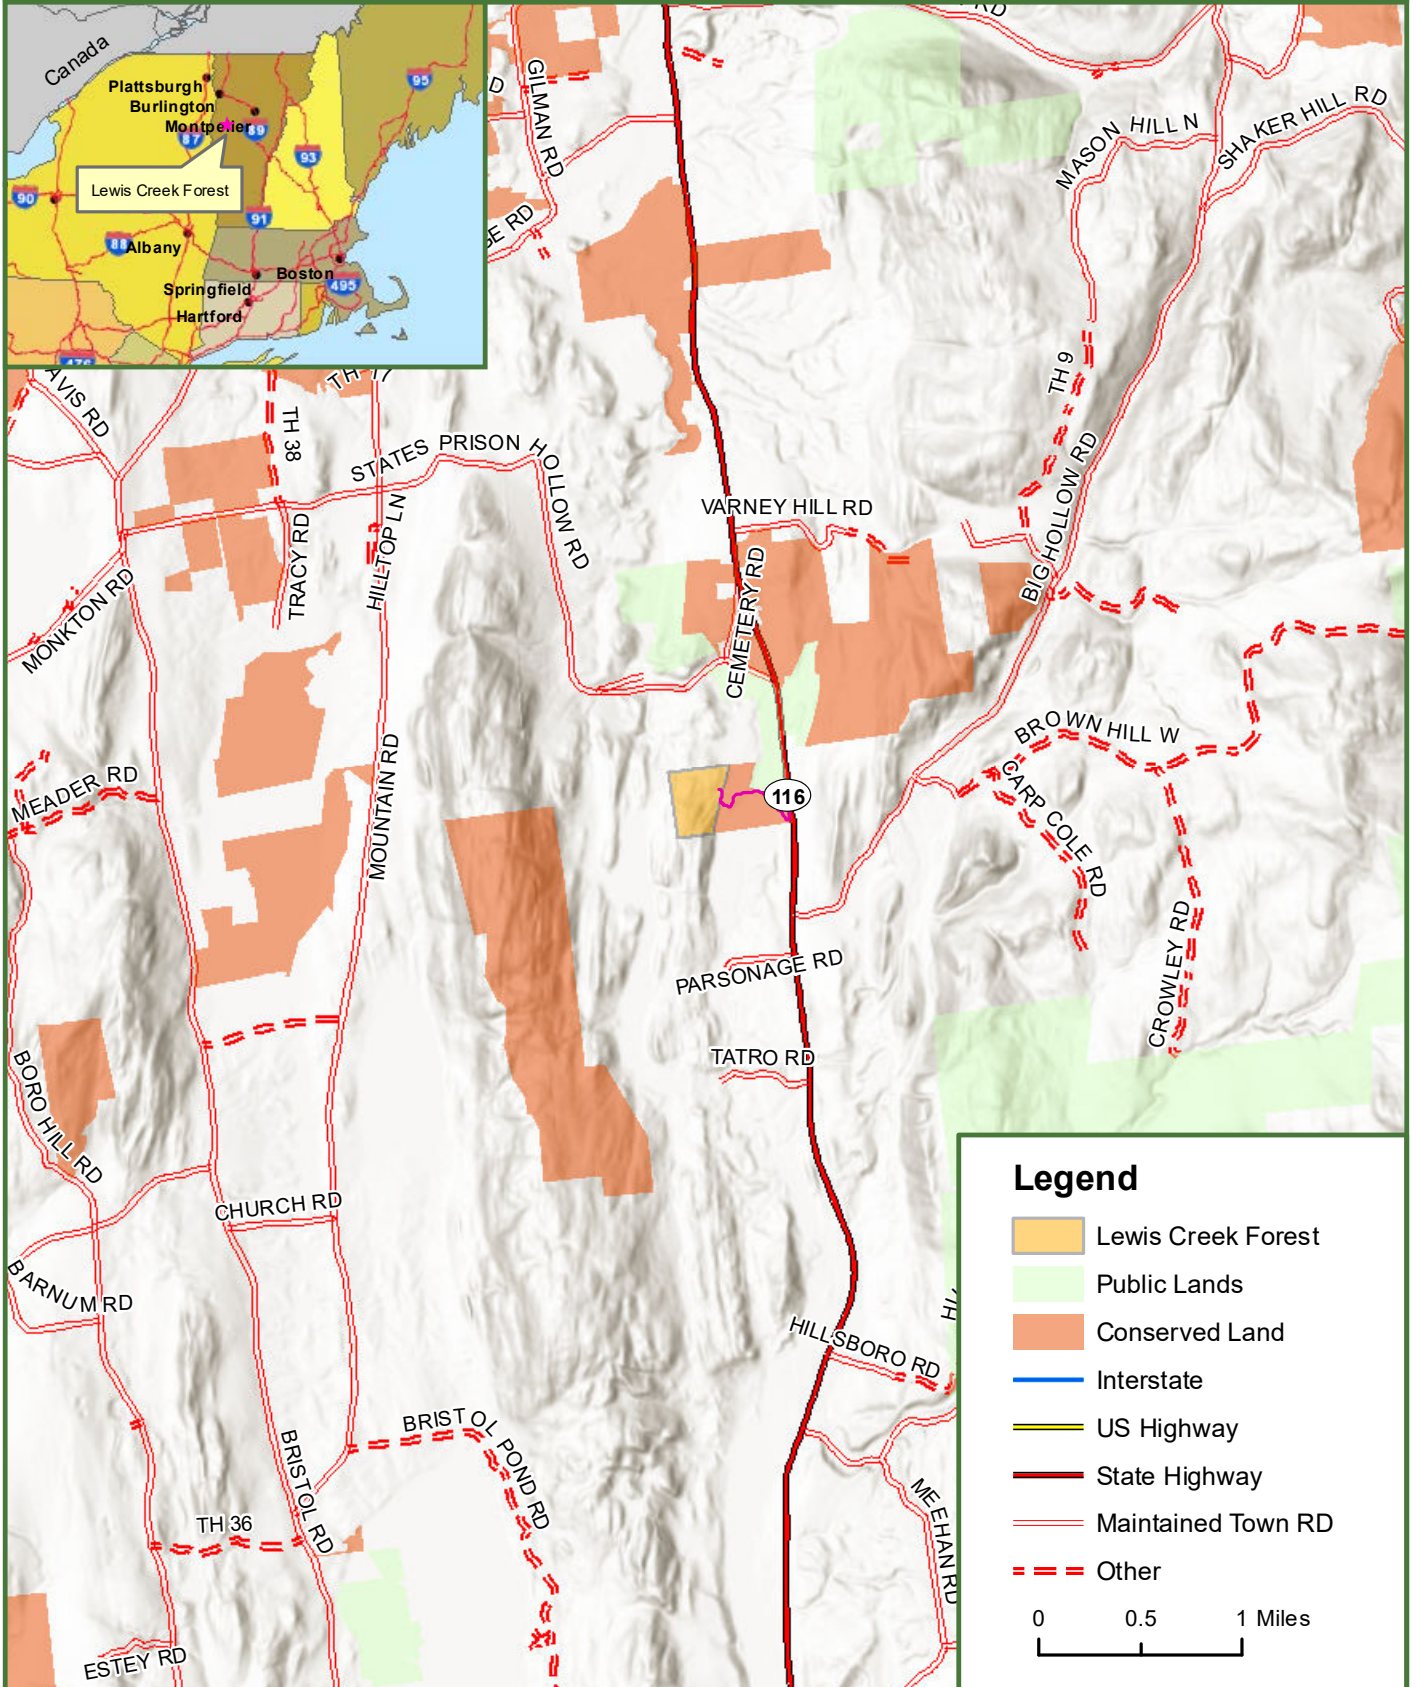 Canada
Plattsburgh
Burlington
Montpelier
95
87
89
93
Lewis Creek Forest
90
91
88
Albany
Boston
495
Springfield
Hartford
RD
D
GILMAN RD
MASON HILL N
SHAKER HILL RD
SE RD
AVIS RD
TH 17
TH 38
TH 9
STATES PRISON HOLLOW RD
BIG HOLLOW RD
VARNEY HILL RD
HILLTOP LN
TRACY RD
CEMETERY RD
MONKTON RD
BROWN HILL W
MEADER RD
MOUNTAIN RD
116
CARP COLE RD
CROWLEY RD
PARSONAGE RD
TATRO RD
BORO HILL RD
CHURCH RD
BARNUM RD
HILLSBORO RD
BRISTOL POND RD
BRISTOL RD
MEEHAN RD
TH 36
ESTEY RD
Legend
Lewis Creek Forest
Public Lands
Conserved Land
Interstate
US Highway
State Highway
Maintained Town RD
Other
0 0.5 1 Miles